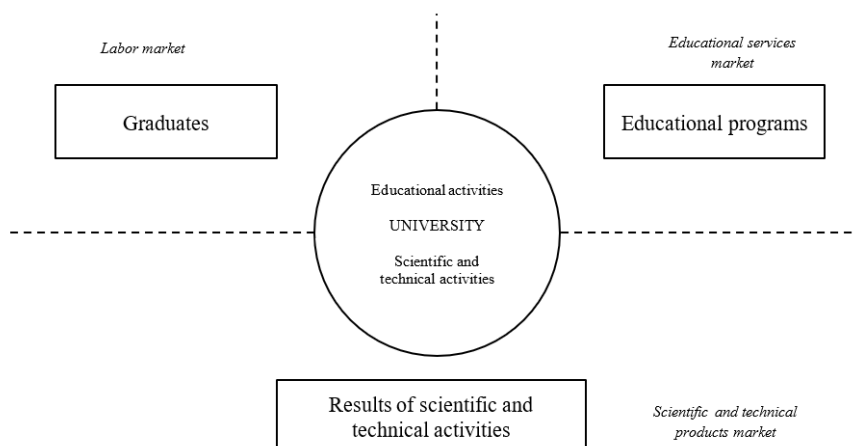 Labor market
Educational services
market
Graduates
Educational programs
Educational activities
UNIVERSITY
Scientific and
technical activities
Results of scientific and
technical activities
Scientific and technical
products market